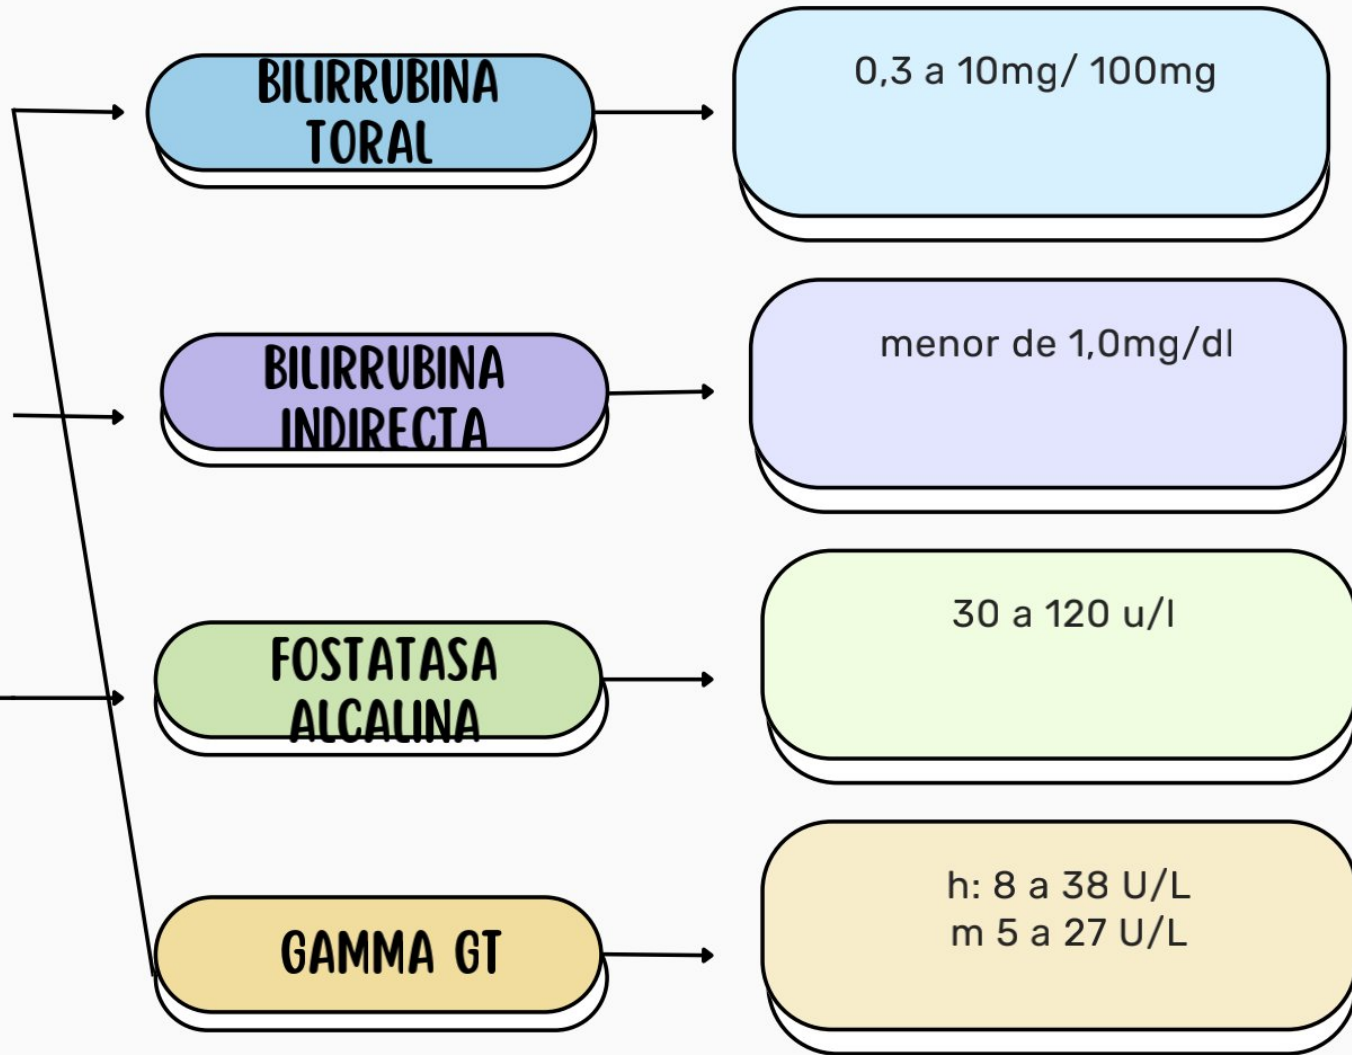 BILIRRUBINA
TORAL
0,3 a 10mg/ 100mg
BILIRRUBINA
INDIRECTA
menor de 1,0mg/dl
FOSTATASA
ALCALINA
30 a 120 u/l
GAMMA GT
h: 8 a 38 U/L
m 5 a 27 U/L